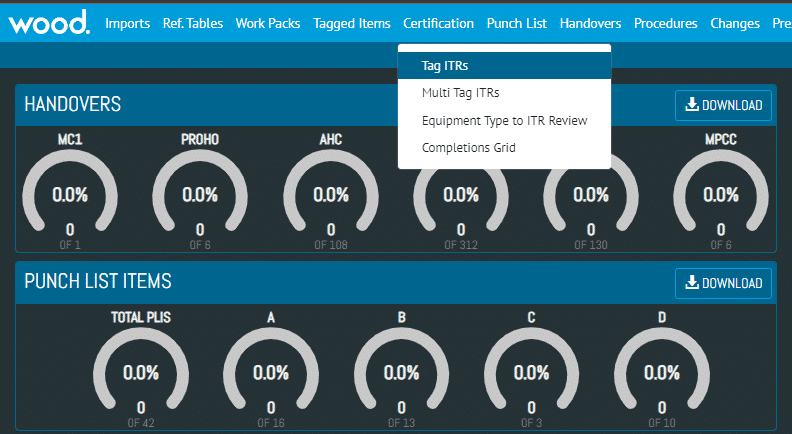 wood. Imports Ref. Tables Work Packs Tagged Items Certification Punch List Handovers Procedures Changes Pre
Tag ITRs
Multi Tag ITRs
Equipment Type to ITR Review
Completions Grid
HANDOVERS DOWNLOAD
MC1 PROHO AHC MPCC
0.0% 0.0% 0.0% 0.0% 0.0% 0.0%
0 0 0 0 0 0
OF 1 OF 6 OF 108 OF 312 OF 130 OF 6
PUNCH LIST ITEMS DOWNLOAD
TOTAL PLIS A B C D
0.0% 0.0% 0.0% 0.0% 0.0%
0 0 0 0 0
OF 42 OF 16 OF 13 OF 3 OF 10